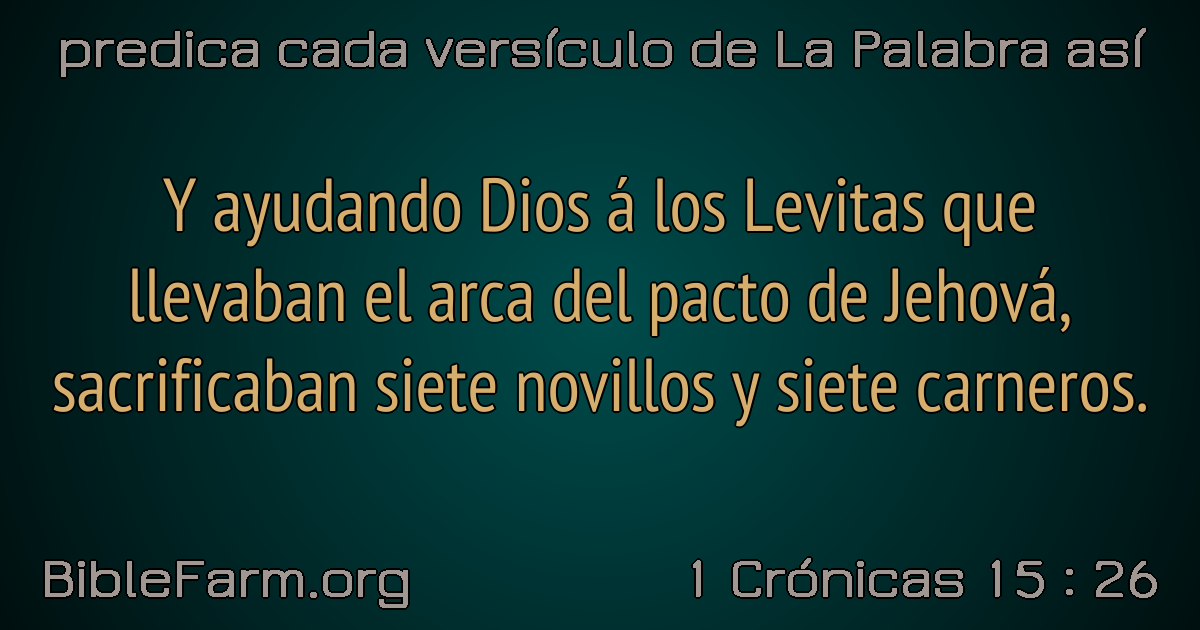 predica cada versículo de La Palabra así
Y ayudando Dios á los Levitas que
llevaban el arca del pacto de Jehová,
sacrificaban siete novillos y siete carneros.
BibleFarm.org
1 Crónicas 15 : 26